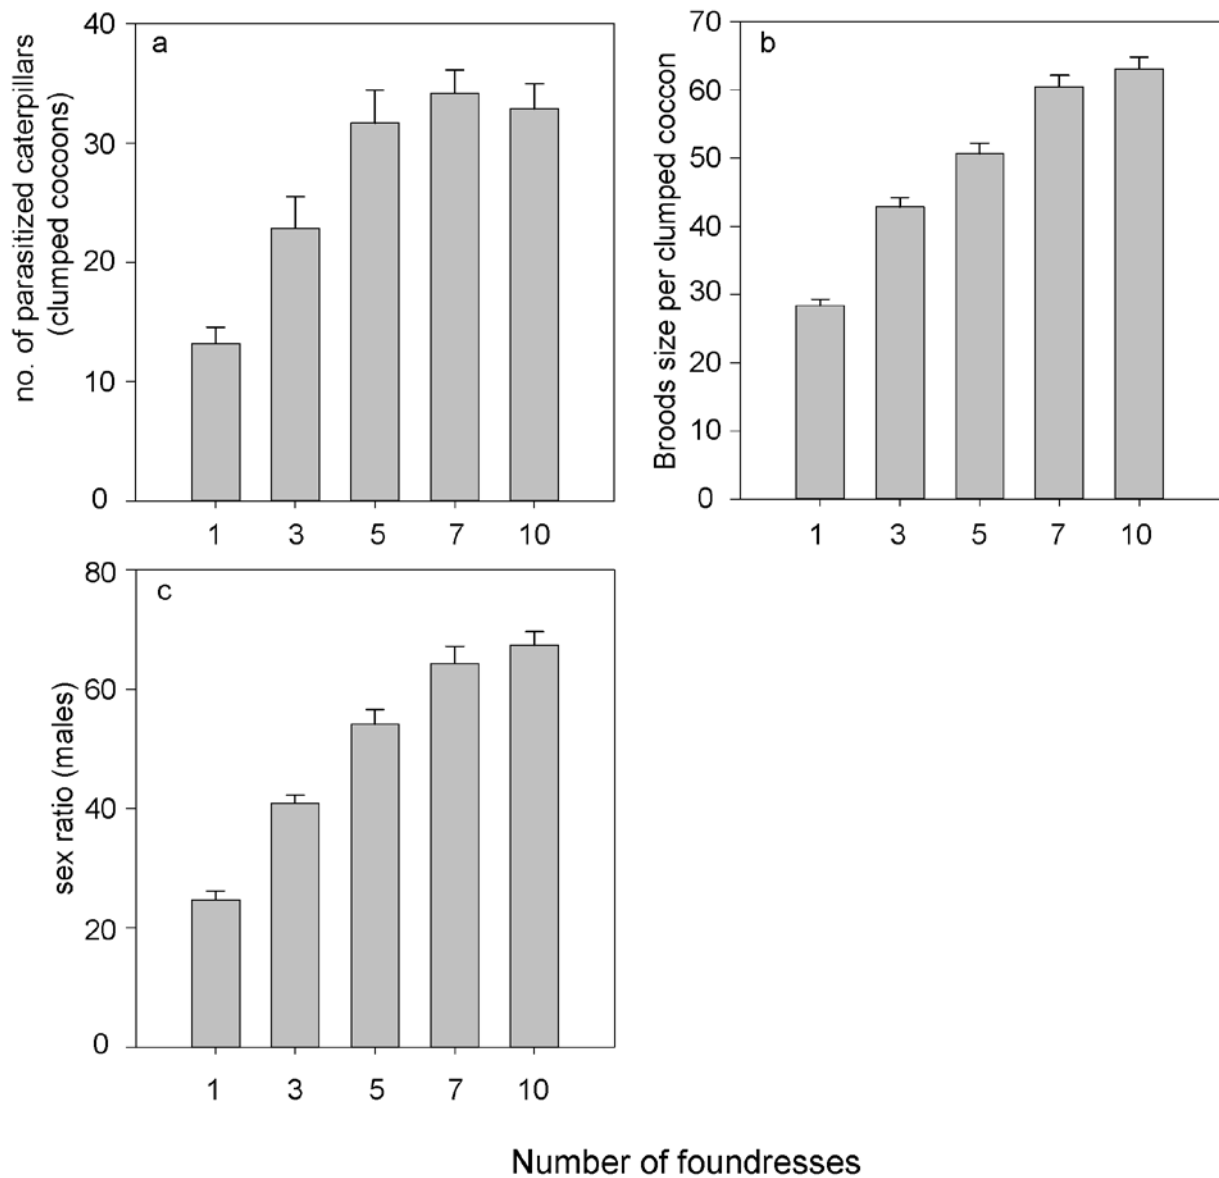 a
no. of parasitized caterpillars
(clumped cocoons)
40
30
20
10
0
1 3 5 7 10
b
Broods size per clumped coccon
70
60
50
40
30
20
10
0
1 3 5 7 10
c
sex ratio (males)
80
60
40
20
0
1 3 5 7 10
Number of foundresses